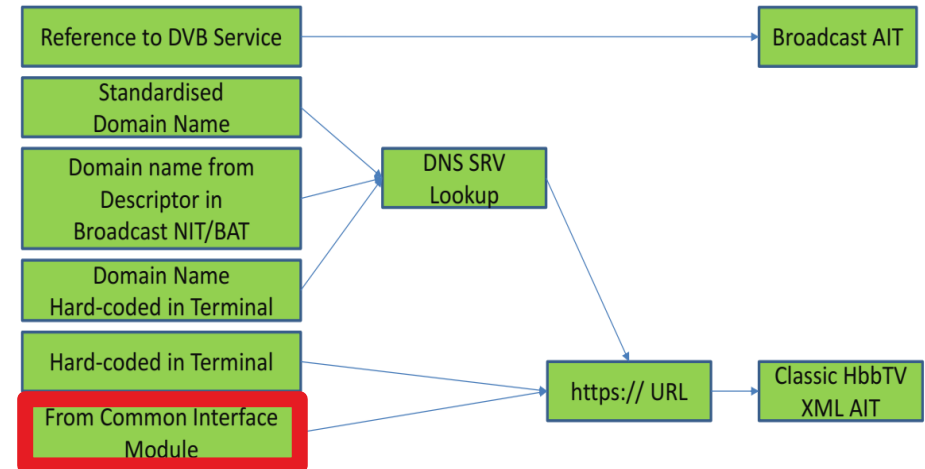 Reference to DVB Service
Broadcast AIT
Standardised
Domain Name
Domain name from
Descriptor in
Broadcast NIT/BAT
DNS SRV
Lookup
Domain Name
Hard-coded in Terminal
Hard-coded in Terminal
https:// URL
Classic HbbTV
XML AIT
From Common Interface
Module